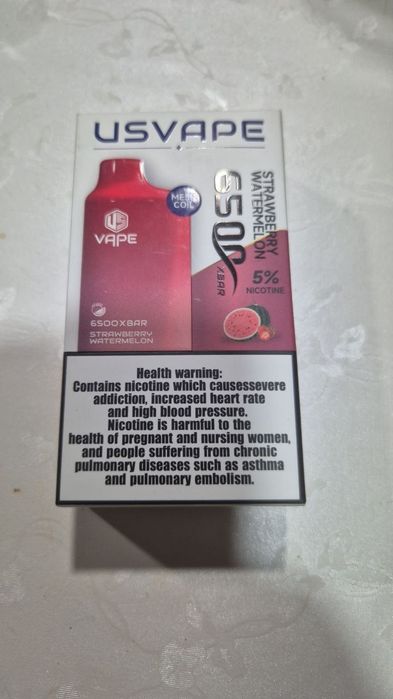 USVAPE
MESH
COIL
US
VAPE
6500XBAR
STRAWBERRY
WATERMELON
6500
XBAR
STRAWBERRY
WATERMELON
5%
NICOTINE
Health warning:
Contains nicotine which causessevere
addiction, increased heart rate
and high blood pressure.
Nicotine is harmful to the
health of pregnant and nursing women,
and people suffering from chronic
pulmonary diseases such as asthma
and pulmonary embolism.